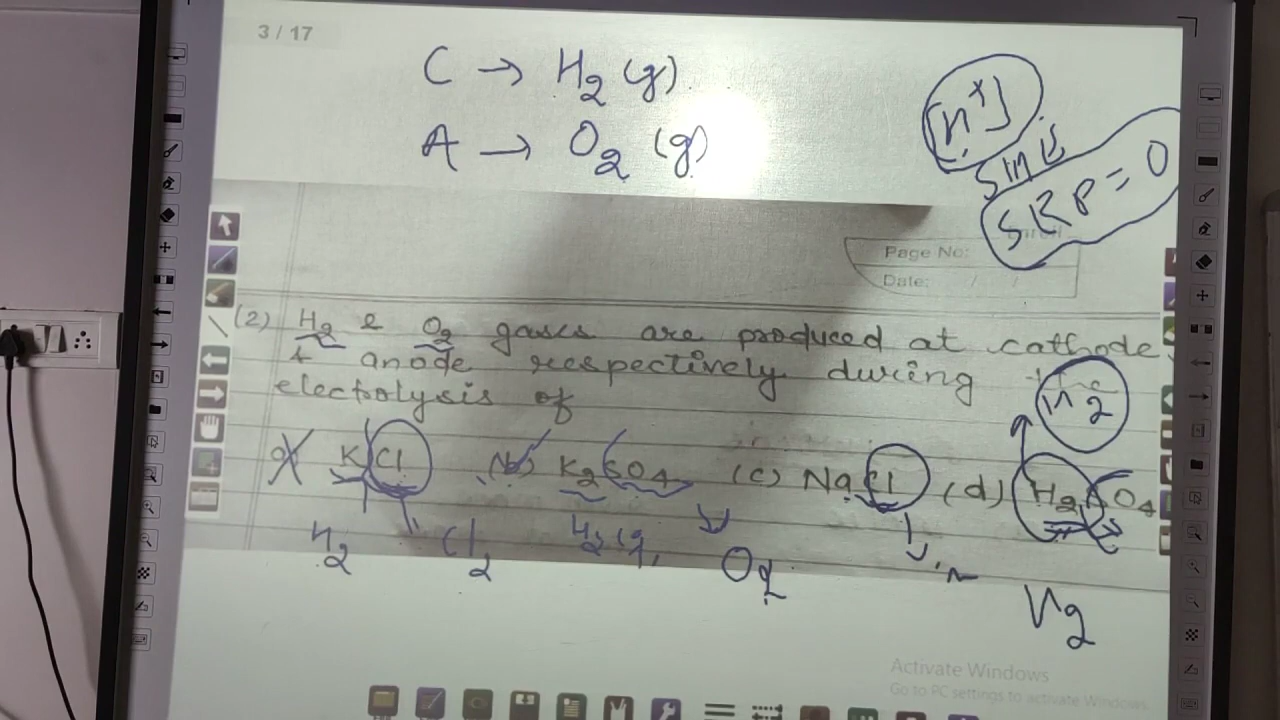 3 / 17
C → H2 (g)
A → O2 (g)
[H+]
SRP = 0
Page No:
Date: / /
(2) H2 & O2 gases are produced at cathode
& anode respectively during the
electrolysis of
KCl (b) K2SO4 (c) NaCl (d) H2SO4
H2
H2 Cl2 H2(g) O2
H2
Activate Windows
Go to PC settings to activate Windows.